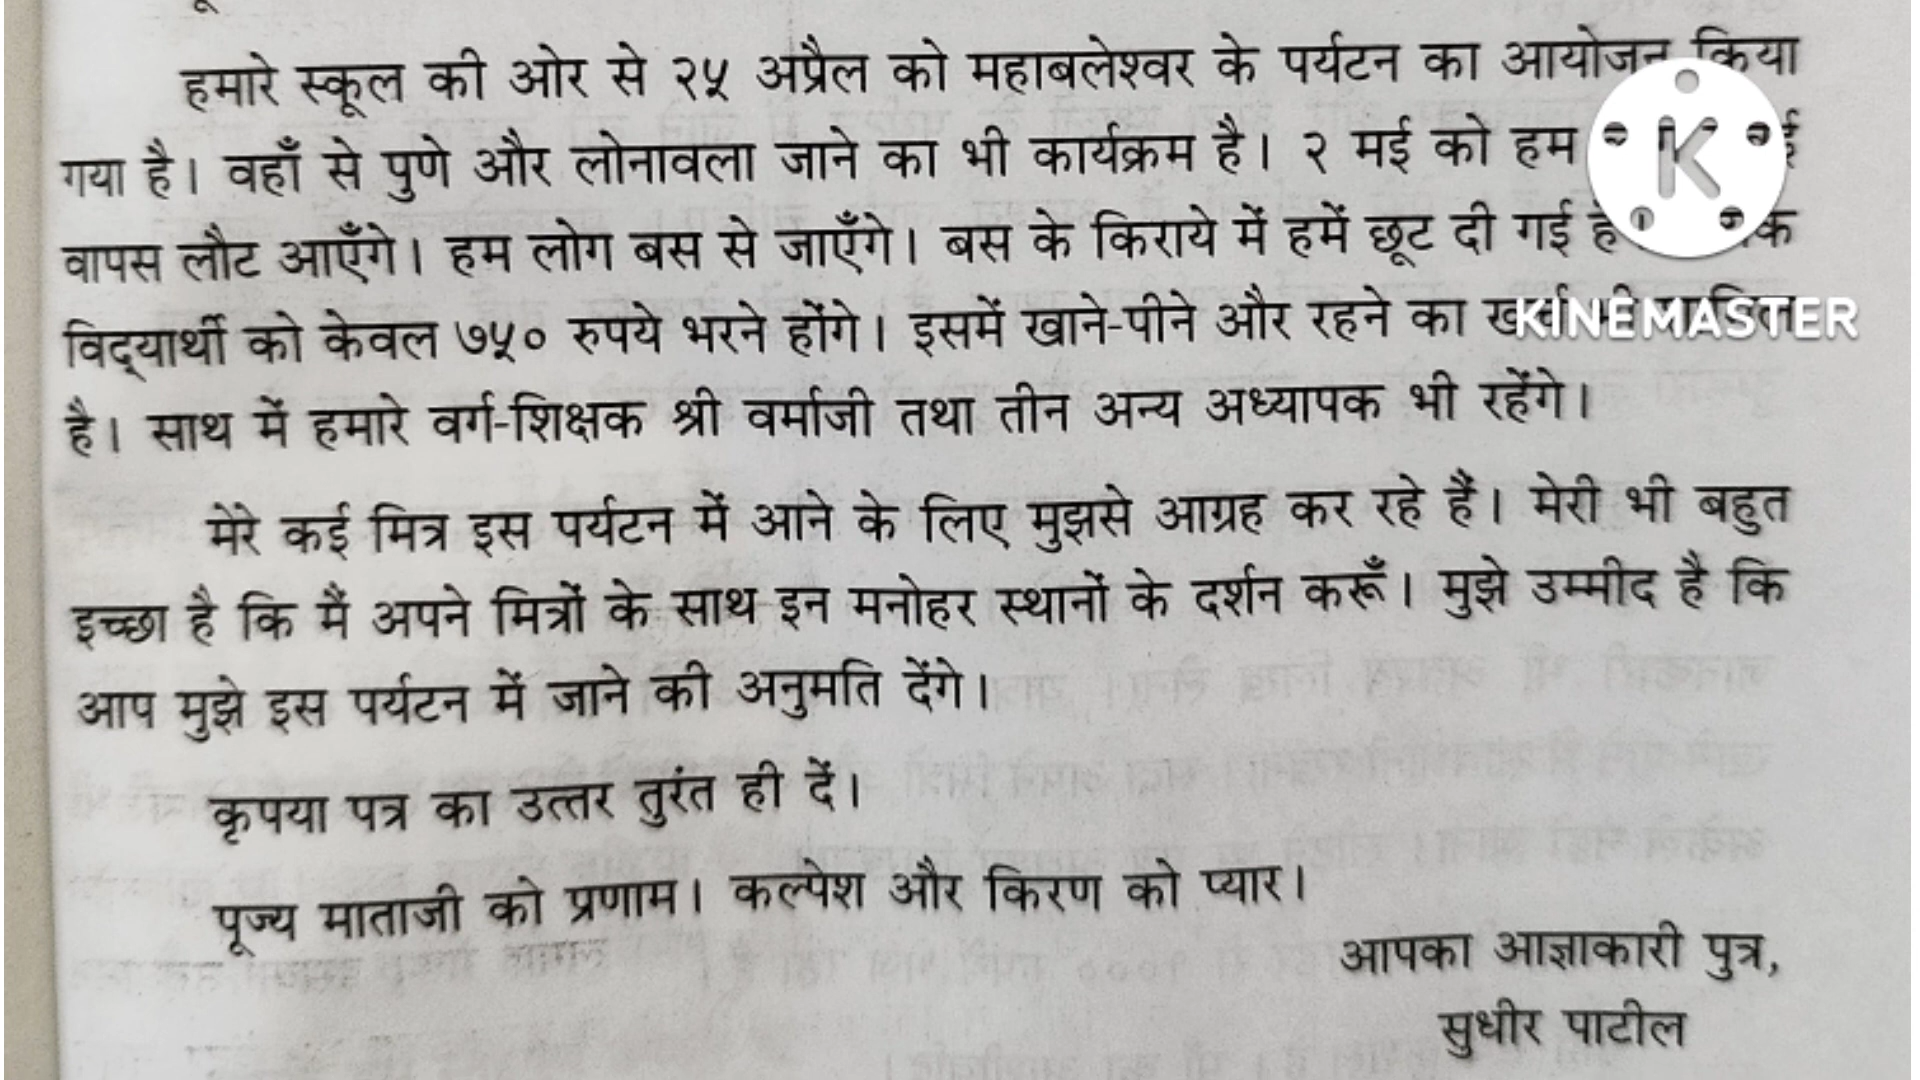 हमारे स्कूल की ओर से २५ अप्रैल को महाबलेश्वर के पर्यटन का आयोजन किया
गया है। वहाँ से पुणे और लोनावला जाने का भी कार्यक्रम है। २ मई को हम
वापस लौट आएँगे। हम लोग बस से जाएँगे। बस के किराये में हमें छूट दी गई है
विद्यार्थी को केवल ७५० रुपये भरने होंगे। इसमें खाने-पीने और रहने का
KINEMASTER
है। साथ में हमारे वर्ग-शिक्षक श्री वर्माजी तथा तीन अन्य अध्यापक भी रहेंगे।
मेरे कई मित्र इस पर्यटन में आने के लिए मुझसे आग्रह कर रहे हैं। मेरी भी बहुत
इच्छा है कि मैं अपने मित्रों के साथ इन मनोहर स्थानों के दर्शन करूँ। मुझे उम्मीद है कि
आप मुझे इस पर्यटन में जाने की अनुमति देंगे।
कृपया पत्र का उत्तर तुरंत ही दें।
पूज्य माताजी को प्रणाम। कल्पेश और किरण को प्यार।
आपका आज्ञाकारी पुत्र,
सुधीर पाटील